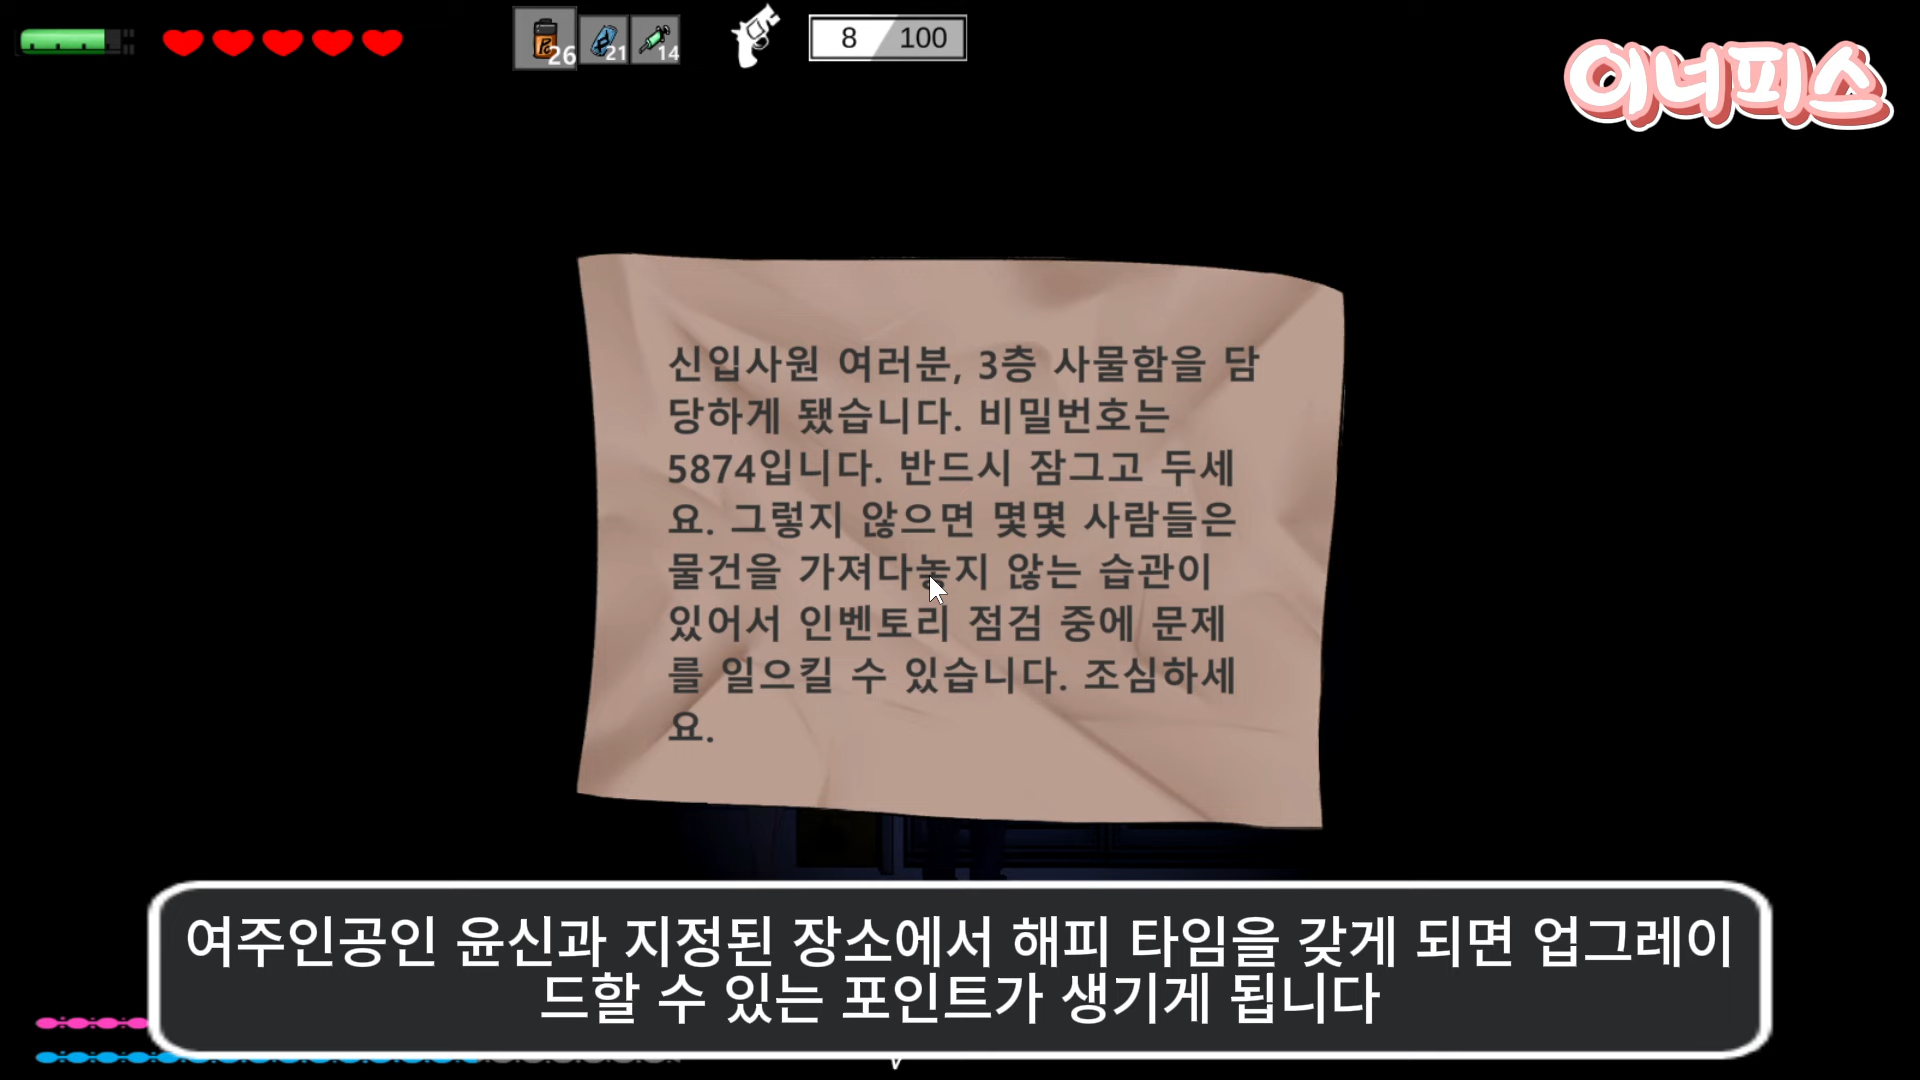 26
21
14
8
100
이너피스
신입사원 여러분, 3층 사물함을 담
당하게 됐습니다. 비밀번호는
5874입니다. 반드시 잠그고 두세
요. 그렇지 않으면 몇몇 사람들은
물건을 가져다놓지 않는 습관이
있어서 인벤토리 점검 중에 문제
를 일으킬 수 있습니다. 조심하세
요.
여주인공인 윤신과 지정된 장소에서 해피 타임을 갖게 되면 업그레이
드할 수 있는 포인트가 생기게 됩니다